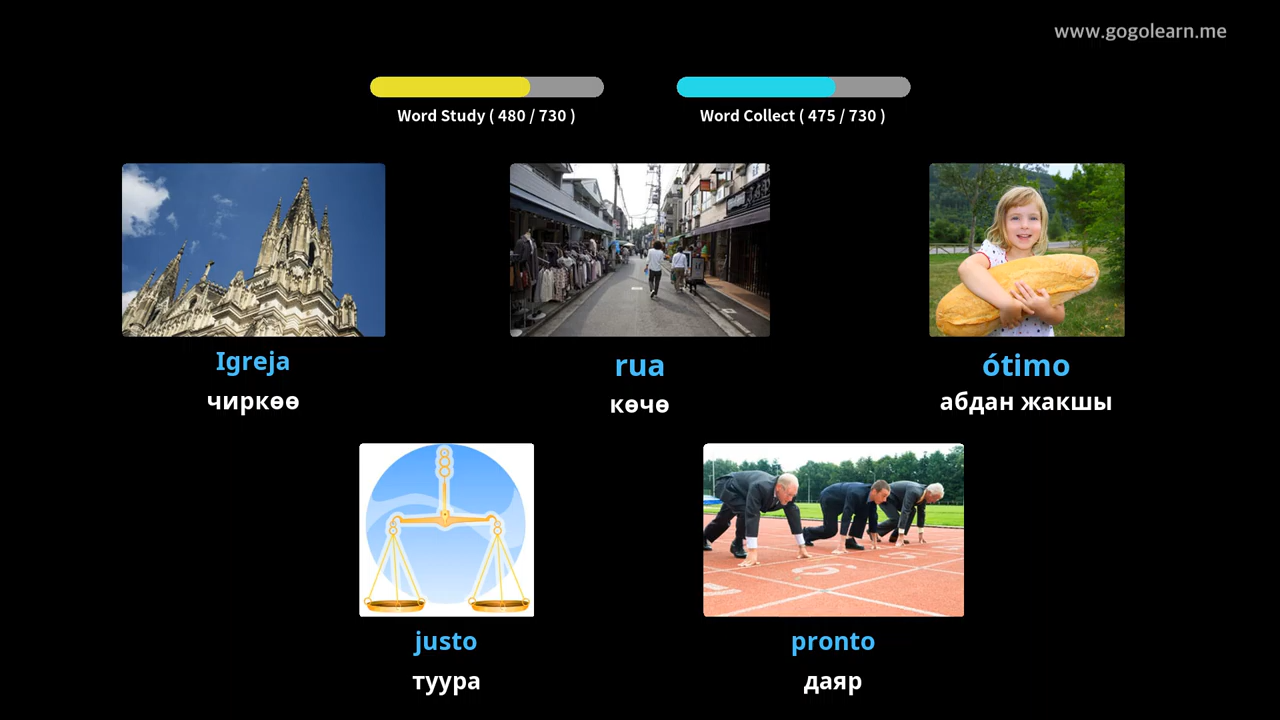 www.gogolearn.me
Word Study ( 480 / 730 )
Word Collect ( 475 / 730 )
Igreja
чиркөө
rua
көчө
ótimo
абдан жакшы
justo
туура
pronto
даяр